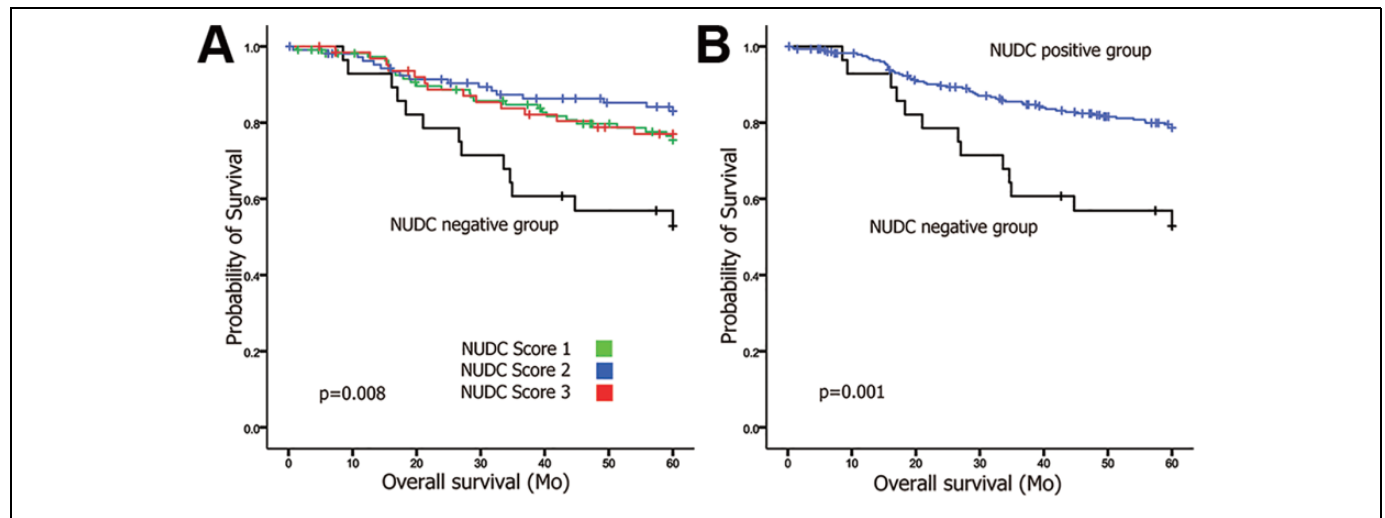 A
Probability of Survival
1.0
0.8
0.6
0.4
0.2
0.0
NUDC negative group
NUDC Score 1
NUDC Score 2
NUDC Score 3
p=0.008
0 10 20 30 40 50 60
Overall survival (Mo)
B
Probability of Survival
1.0
0.8
0.6
0.4
0.2
0.0
NUDC positive group
NUDC negative group
p=0.001
0 10 20 30 40 50 60
Overall survival (Mo)